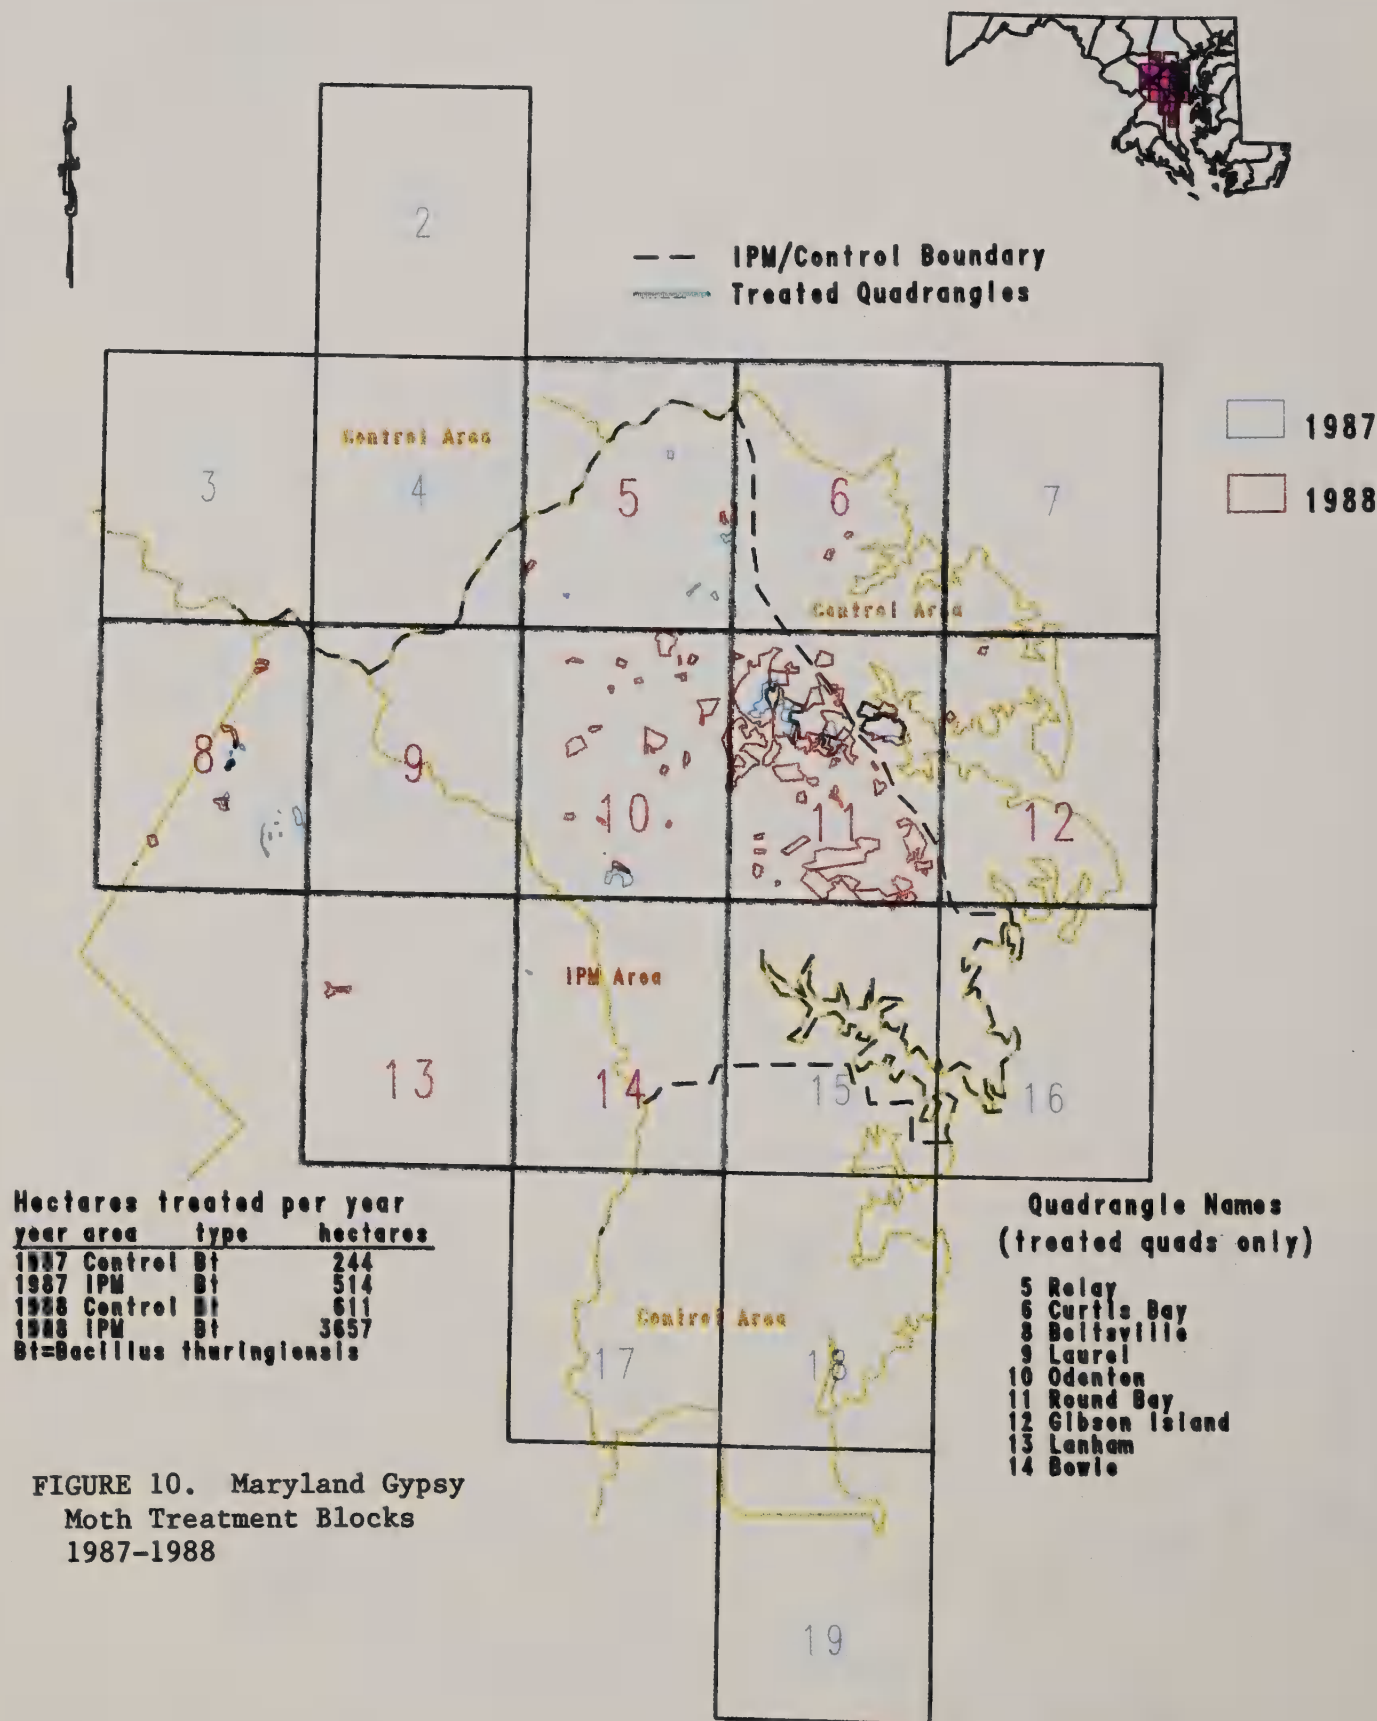 2
IPM/Control Boundary
Treated Quadrangles
1987
1988
Control Area
3
4
5
6
7
Control Area
8
9
10
11
12
IPM Area
13
14
15
16
Hectares treated per year
year area type hectares
1987 Control Bt 244
1987 IPM Bt 514
1988 Control Bt 611
1988 IPM Bt 3657
Bt=Bacillus thuringiensis
Quadrangle Names
(treated quads only)
5 Relay
6 Curtis Bay
8 Beltsville
9 Laurel
10 Odenton
11 Round Bay
12 Gibson Island
13 Lanham
14 Bowie
Control Area
17
18
FIGURE 10. Maryland Gypsy
Moth Treatment Blocks
1987-1988
19